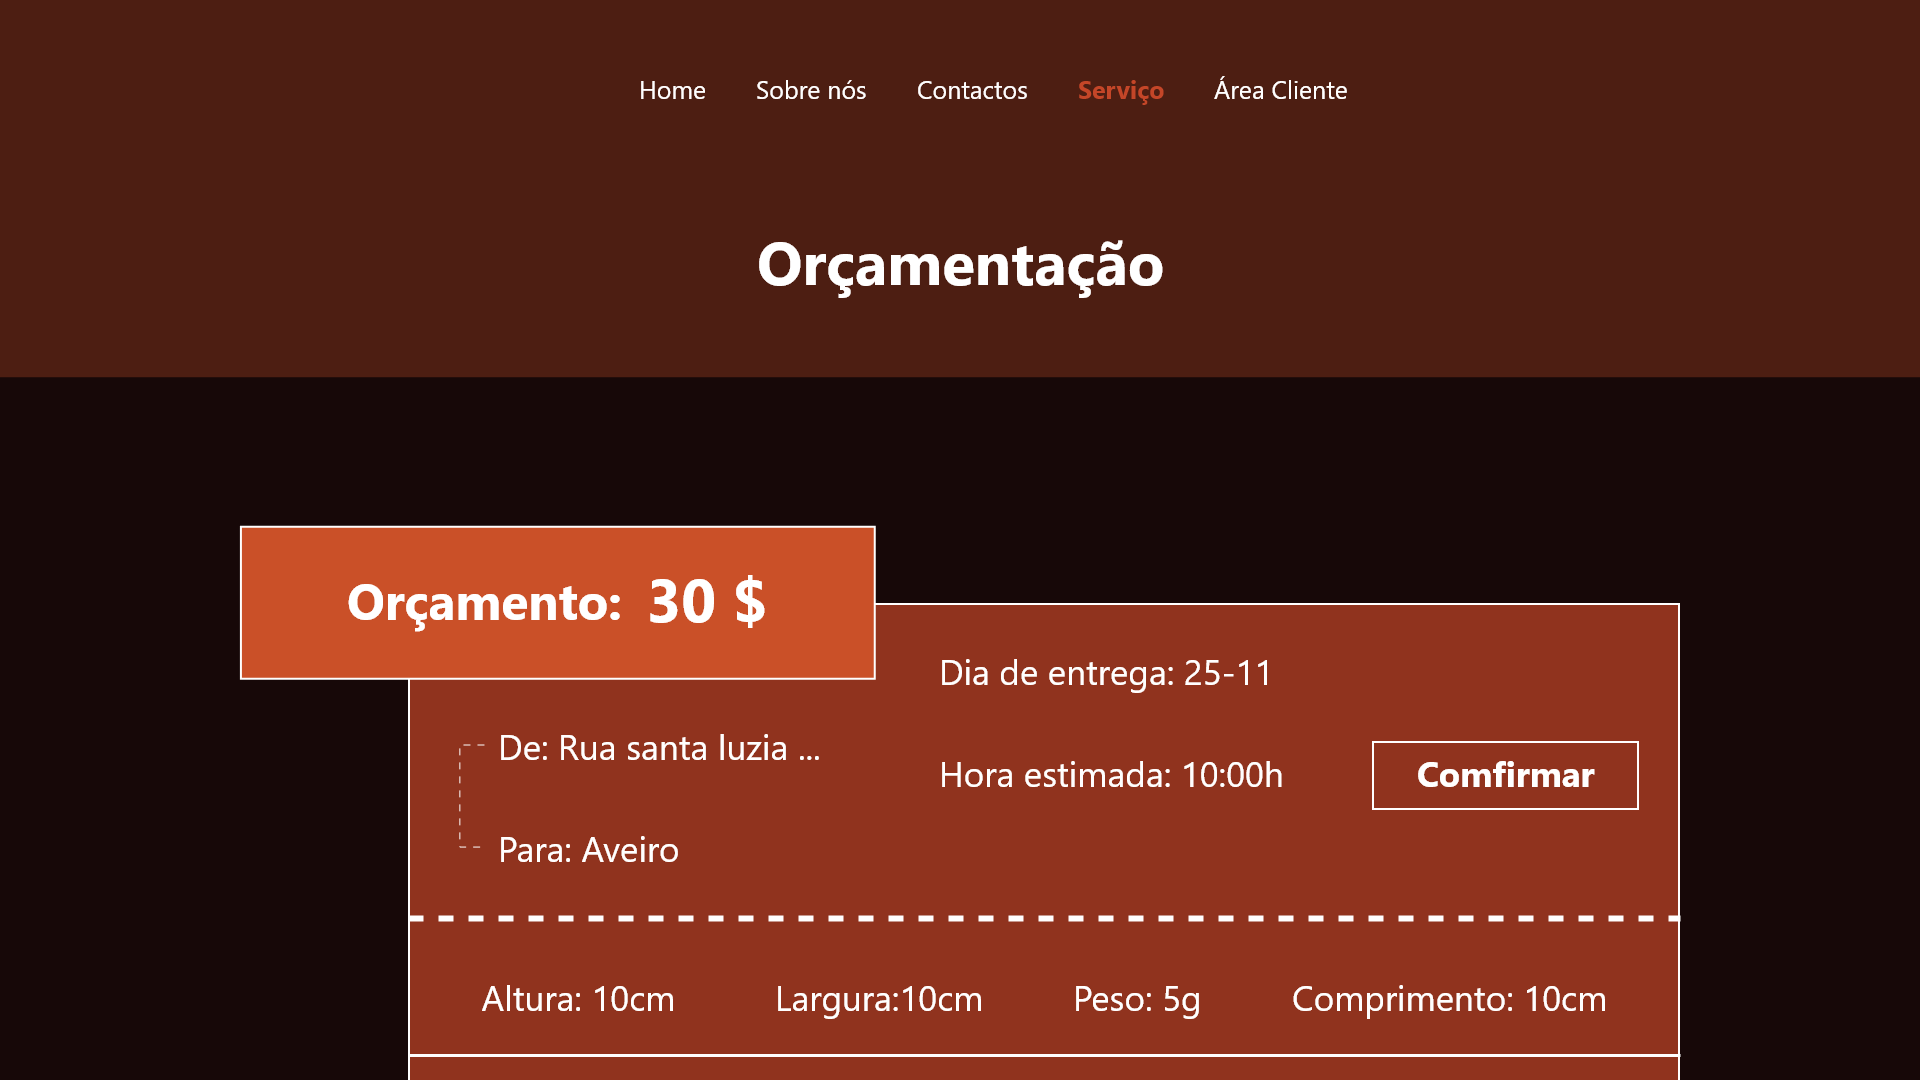 Home Sobre nós Contactos Serviço Área Cliente
Orçamentação
Orçamento: 30 $
Dia de entrega: 25-11
De: Rua santa luzia ...
Hora estimada: 10:00h
Comfirmar
Para: Aveiro
Altura: 10cm Largura:10cm Peso: 5g Comprimento: 10cm